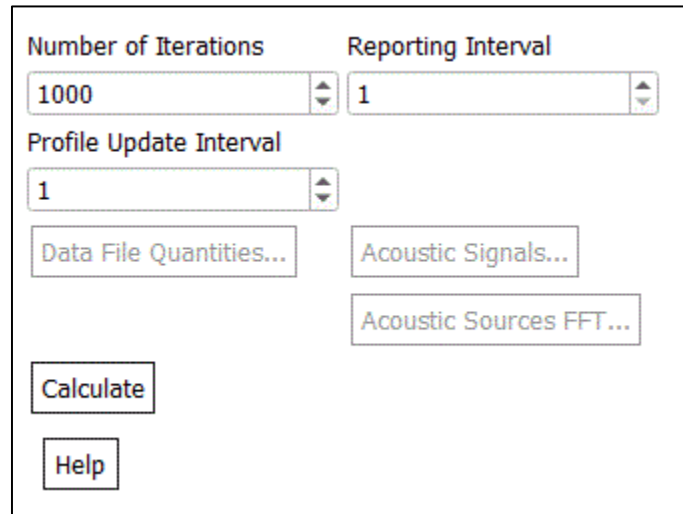 Number of Iterations Reporting Interval
1000 1
Profile Update Interval
1
Data File Quantities... Acoustic Signals...
Acoustic Sources FFT...
Calculate
Help